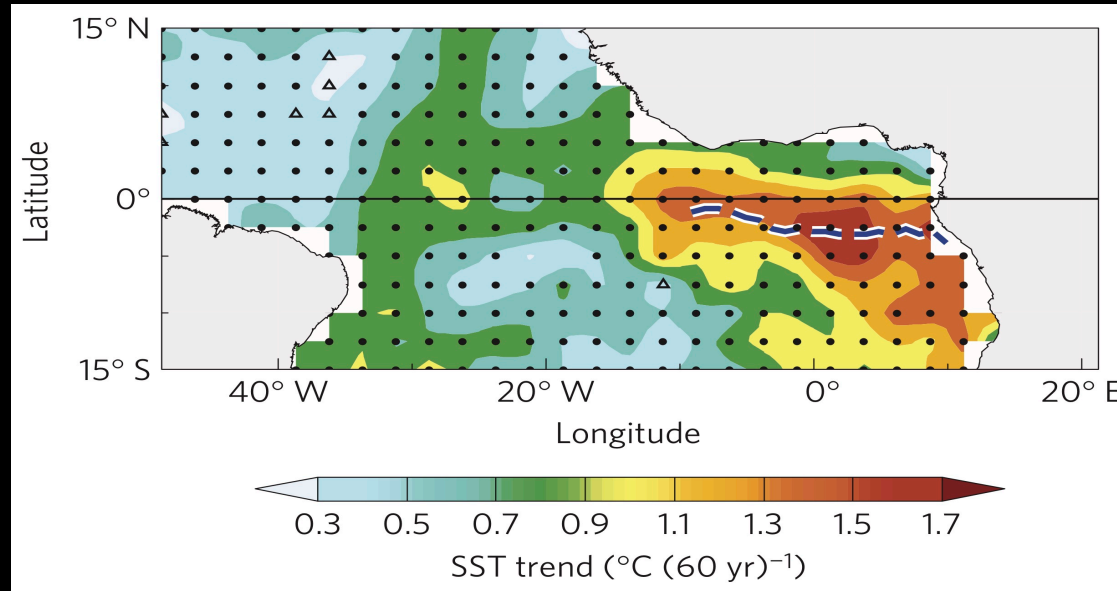 15° N
0°
15° S
Latitude
40° W
20° W
0°
20° E
Longitude
0.3
0.5
0.7
0.9
1.1
1.3
1.5
1.7
SST trend (°C (60 yr)⁻¹)